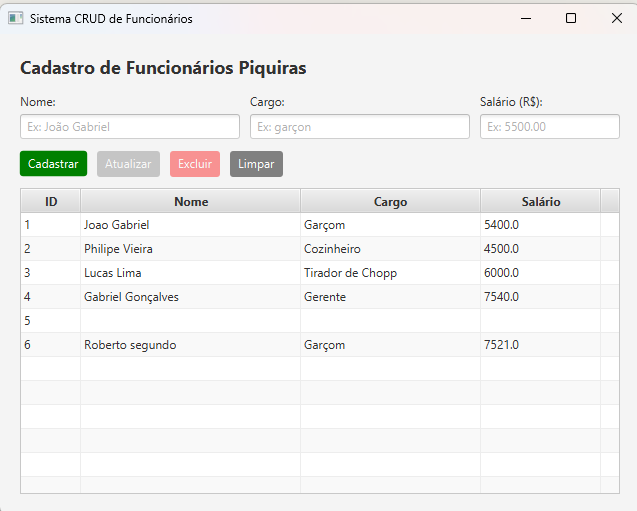 Sistema CRUD de Funcionários
Cadastro de Funcionários Piquiras
Nome: Cargo: Salário (R$):
Ex: João Gabriel Ex: garçon Ex: 5500.00
Cadastrar Atualizar Excluir Limpar
ID Nome Cargo Salário
1 Joao Gabriel Garçom 5400.0
2 Philipe Vieira Cozinheiro 4500.0
3 Lucas Lima Tirador de Chopp 6000.0
4 Gabriel Gonçalves Gerente 7540.0
5
6 Roberto segundo Garçom 7521.0